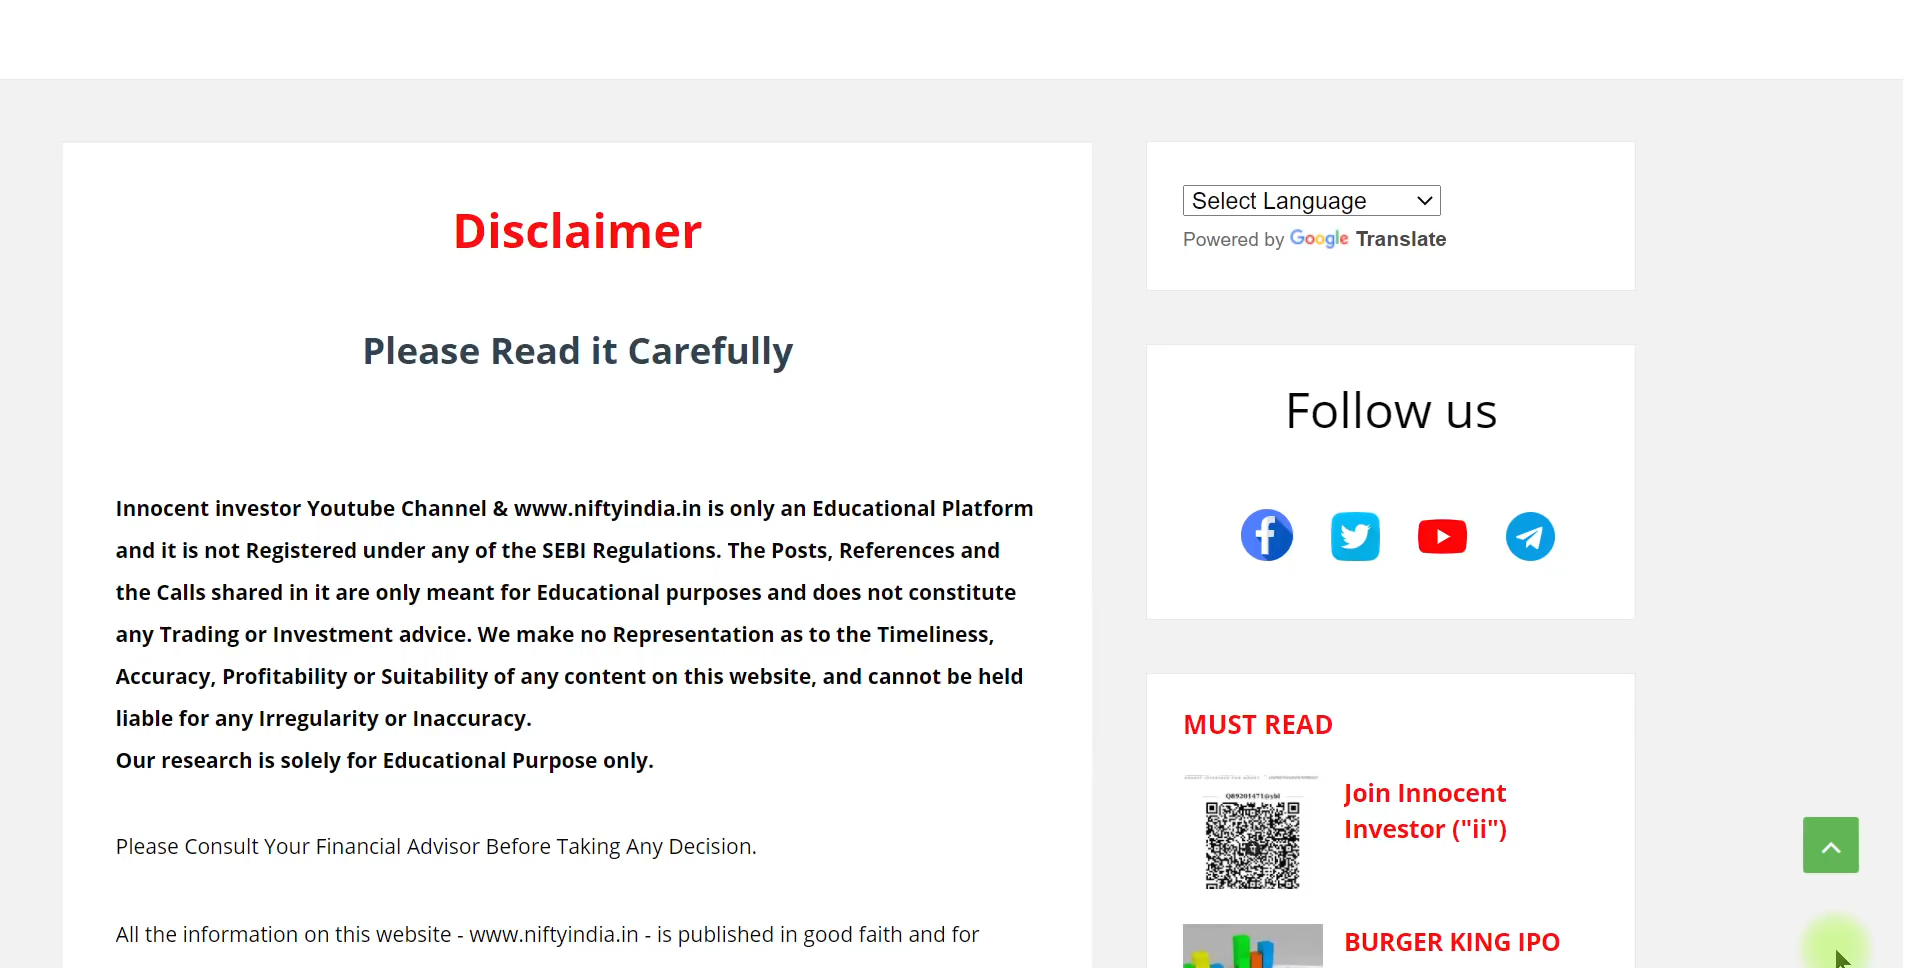 Disclaimer
Please Read it Carefully
Innocent investor Youtube Channel & www.niftyindia.in is only an Educational Platform
and it is not Registered under any of the SEBI Regulations. The Posts, References and
the Calls shared in it are only meant for Educational purposes and does not constitute
any Trading or Investment advice. We make no Representation as to the Timeliness,
Accuracy, Profitability or Suitability of any content on this website, and cannot be held
liable for any Irregularity or Inaccuracy.
Our research is solely for Educational Purpose only.
Please Consult Your Financial Advisor Before Taking Any Decision.
All the information on this website - www.niftyindia.in - is published in good faith and for
Select Language
Powered by Google Translate
Follow us
MUST READ
Q89201471@ybl
Join Innocent
Investor ("ii")
BURGER KING IPO